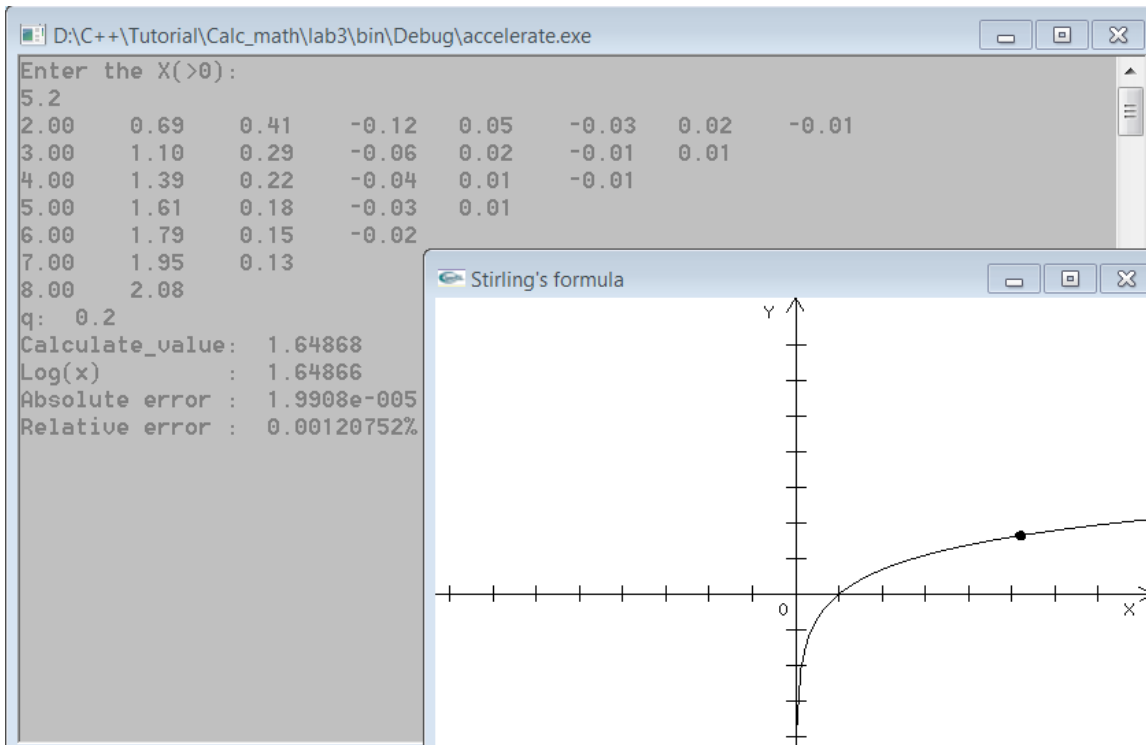 D:\C++\Tutorial\Calc_math\lab3\bin\Debug\accelerate.exe
Enter the X(>0):
5.2
2.00 0.69 0.41 -0.12 0.05 -0.03 0.02 -0.01
3.00 1.10 0.29 -0.06 0.02 -0.01 0.01
4.00 1.39 0.22 -0.04 0.01 -0.01
5.00 1.61 0.18 -0.03 0.01
6.00 1.79 0.15 -0.02
7.00 1.95 0.13
8.00 2.08
q: 0.2
Calculate_value: 1.64868
Log(x) : 1.64866
Absolute error : 1.9908e-005
Relative error : 0.00120752%
Stirling's formula
Y
0
X